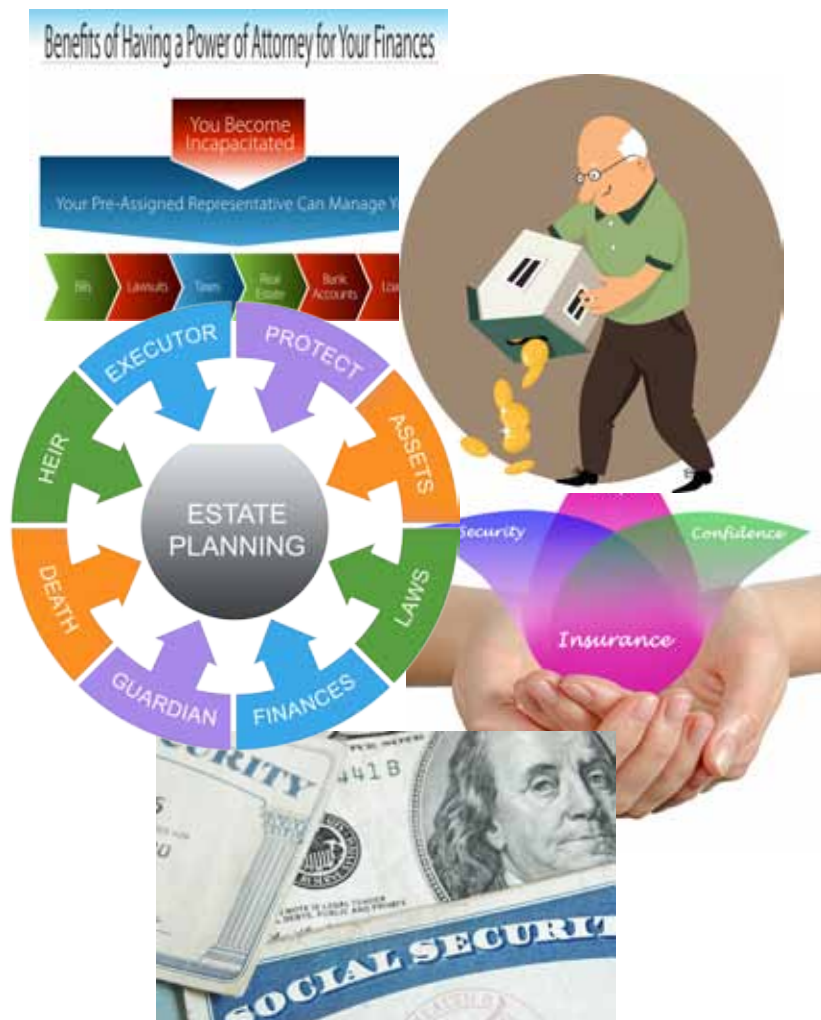 Benefits of Having a Power of Attorney for Your Finances
You Become
Incapacitated
Your Pre-Assigned Representative Can Manage
Bills
Lawsuits
Taxes
Real
Estate
Bank
Accounts
EXECUTOR
PROTECT
ASSETS
LAWS
FINANCES
GUARDIAN
DEATH
HEIR
ESTATE
PLANNING
Security
Confidence
Insurance
441 B
SOCIAL SECURIT